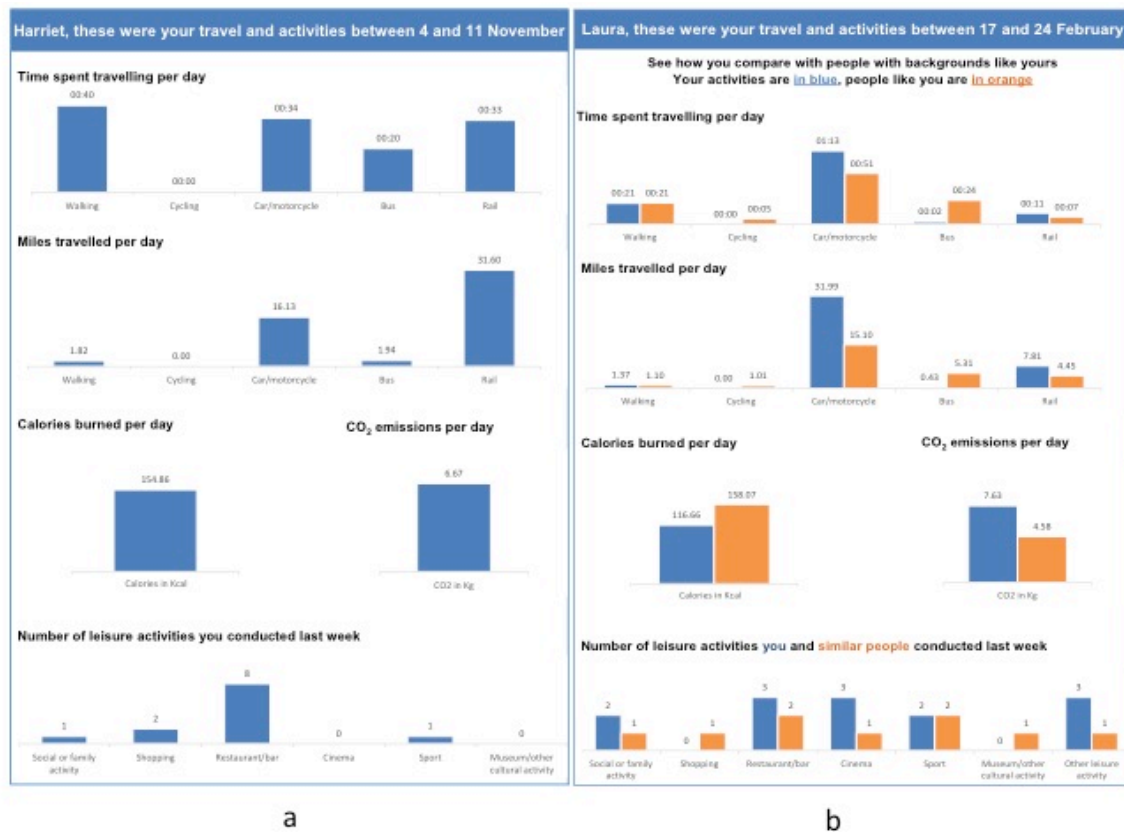 Harriet, these were your travel and activities between 4 and 11 November
Time spent travelling per day
00:40
00:00
00:34
00:20
00:33
Walking
Cycling
Car/motorcycle
Bus
Rail
Miles travelled per day
1.82
0.00
16.13
1.94
31.60
Walking
Cycling
Car/motorcycle
Bus
Rail
Calories burned per day
154.86
Calories in Kcal
CO₂ emissions per day
6.67
CO2 in Kg
Number of leisure activities you conducted last week
1
2
8
0
1
0
Social or family activity
Shopping
Restaurant/bar
Cinema
Sport
Museum/other cultural activity
a
Laura, these were your travel and activities between 17 and 24 February
See how you compare with people with backgrounds like yours
Your activities are in blue, people like you are in orange
Time spent travelling per day
00:21 00:21
00:00 00:05
01:13 00:51
00:02 00:24
00:11 00:07
Walking
Cycling
Car/motorcycle
Bus
Rail
Miles travelled per day
1.37 1.10
0.00 1.01
31.99 15.10
0.43 5.31
7.81 4.45
Walking
Cycling
Car/motorcycle
Bus
Rail
Calories burned per day
116.66 158.07
Calories in Kcal
CO₂ emissions per day
7.63 4.58
CO2 in Kg
Number of leisure activities you and similar people conducted last week
2 1
0 1
3 2
3 1
2 2
0 1
3 1
Social or family activity
Shopping
Restaurant/bar
Cinema
Sport
Museum/other cultural activity
Other leisure activity
b